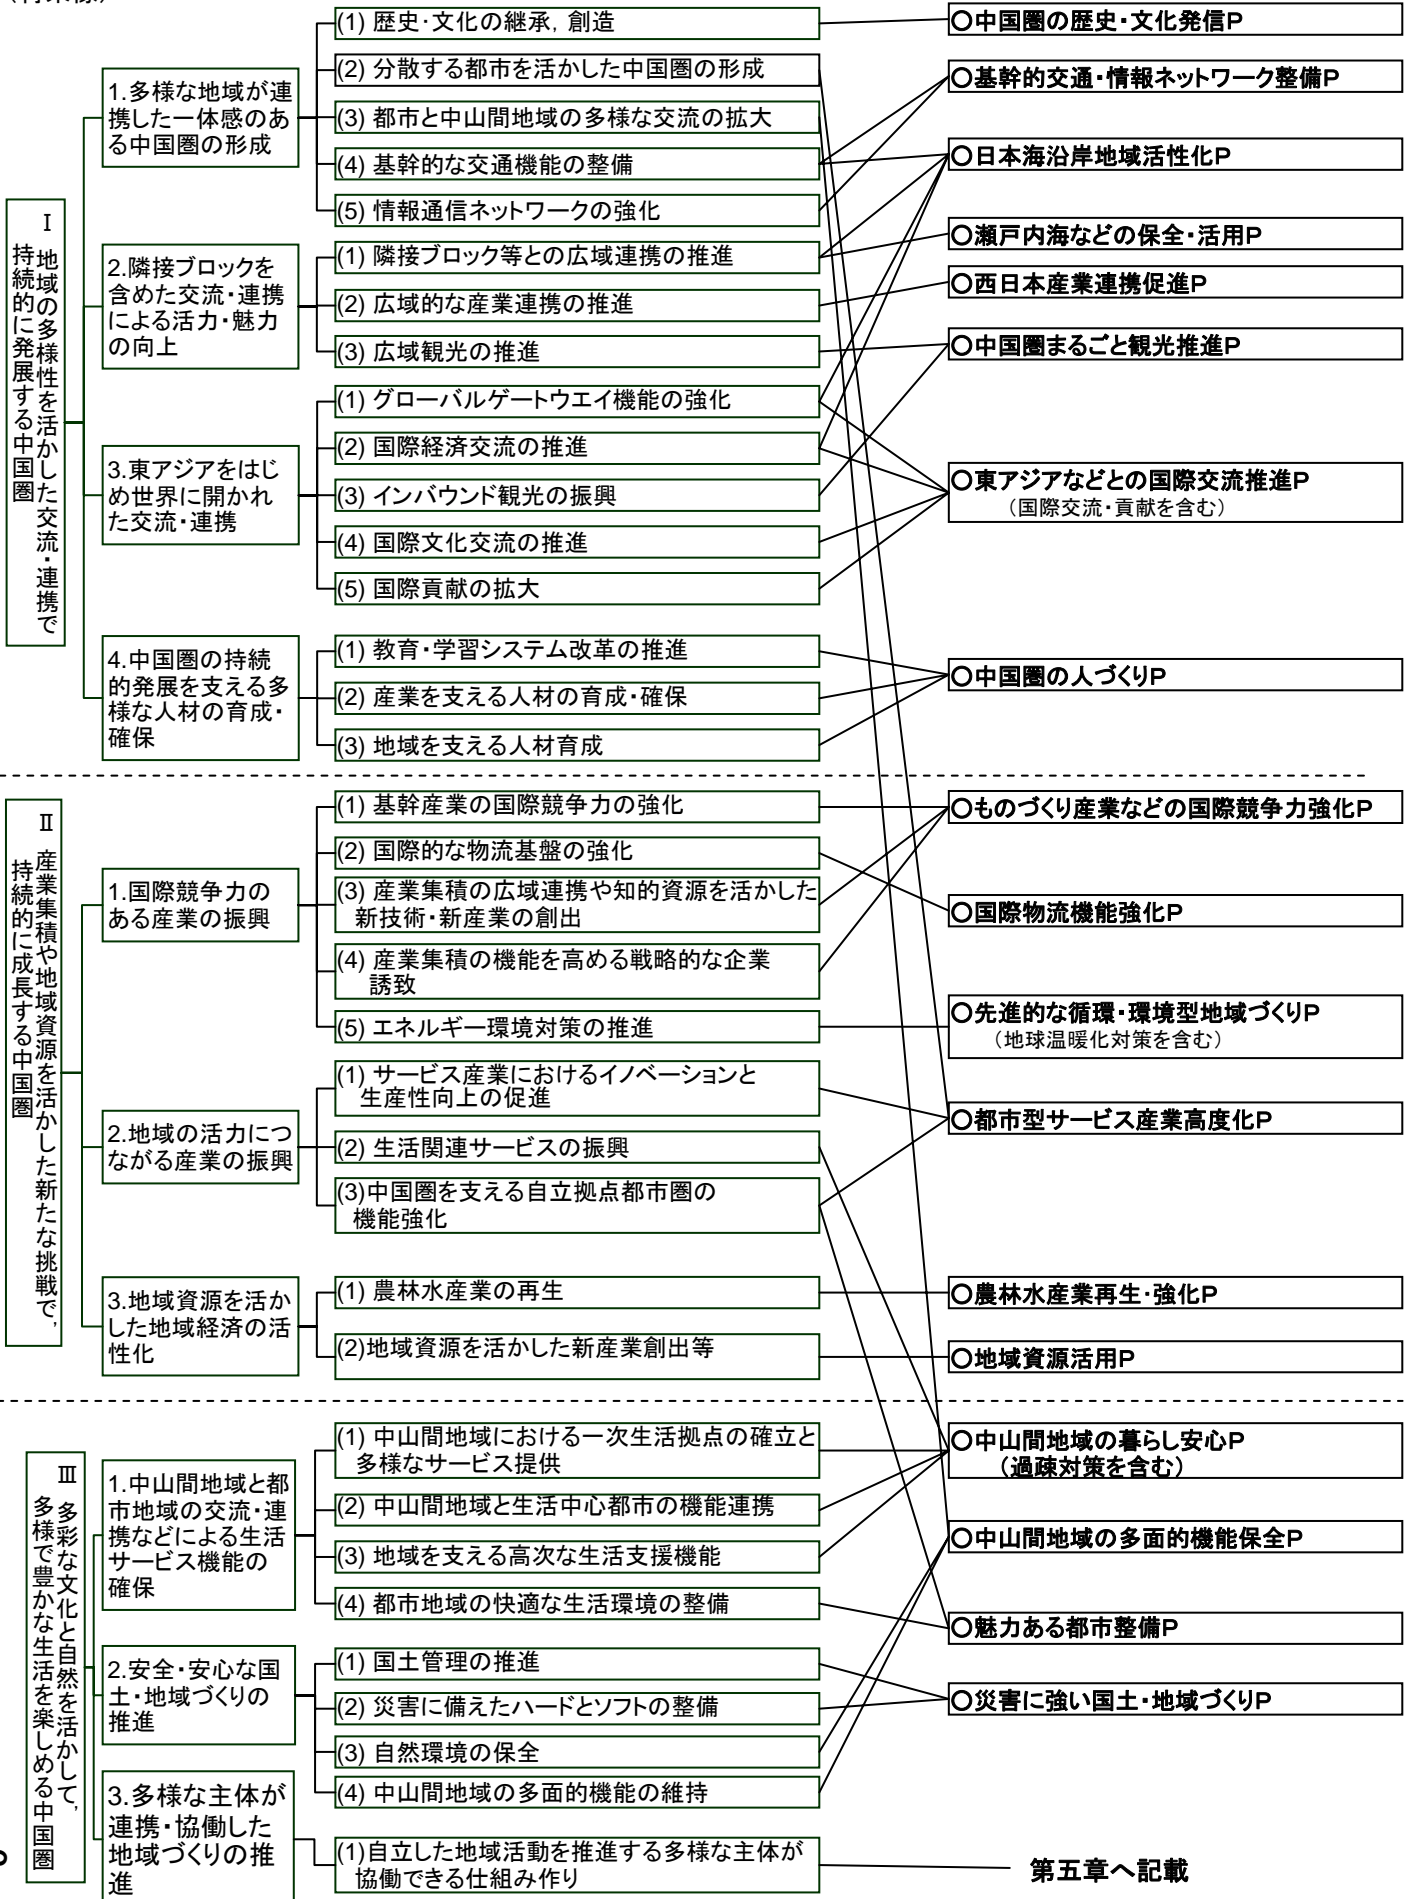 Ⅰ 地域の多様性を活かした交流・連携で
持続的に発展する中国圏
1.多様な地域が連
携した一体感のあ
る中国圏の形成
(1) 歴史・文化の継承, 創造
(2) 分散する都市を活かした中国圏の形成
(3) 都市と中山間地域の多様な交流の拡大
(4) 基幹的な交通機能の整備
(5) 情報通信ネットワークの強化
2.隣接ブロックを
含めた交流・連携
による活力・魅力
の向上
(1) 隣接ブロック等との広域連携の推進
(2) 広域的な産業連携の推進
(3) 広域観光の推進
3.東アジアをはじ
め世界に開かれ
た交流・連携
(1) グローバルゲートウエイ機能の強化
(2) 国際経済交流の推進
(3) インバウンド観光の振興
(4) 国際文化交流の推進
(5) 国際貢献の拡大
4.中国圏の持続
的発展を支える多
様な人材の育成・
確保
(1) 教育・学習システム改革の推進
(2) 産業を支える人材の育成・確保
(3) 地域を支える人材育成
○中国圏の歴史・文化発信P
○基幹的交通・情報ネットワーク整備P
○日本海沿岸地域活性化P
○瀬戸内海などの保全・活用P
○西日本産業連携促進P
○中国圏まるごと観光推進P
○東アジアなどとの国際交流推進P
（国際交流・貢献を含む）
○中国圏の人づくりP
Ⅱ 産業集積や地域資源を活かした新たな挑戦で，
持続的に成長する中国圏
1.国際競争力の
ある産業の振興
(1) 基幹産業の国際競争力の強化
(2) 国際的な物流基盤の強化
(3) 産業集積の広域連携や知的資源を活かした
新技術・新産業の創出
(4) 産業集積の機能を高める戦略的な企業
誘致
(5) エネルギー環境対策の推進
2.地域の活力につ
ながる産業の振興
(1) サービス産業におけるイノベーションと
生産性向上の促進
(2) 生活関連サービスの振興
(3)中国圏を支える自立拠点都市圏の
機能強化
3.地域資源を活か
した地域経済の活
性化
(1) 農林水産業の再生
(2)地域資源を活かした新産業創出等
○ものづくり産業などの国際競争力強化P
○国際物流機能強化P
○先進的な循環・環境型地域づくりP
（地球温暖化対策を含む）
○都市型サービス産業高度化P
○農林水産業再生・強化P
○地域資源活用P
Ⅲ 多彩な文化と自然を活かして，
多様で豊かな生活を楽しめる中国圏
1.中山間地域と都
市地域の交流・連
携などによる生活
サービス機能の
確保
(1) 中山間地域における一次生活拠点の確立と
多様なサービス提供
(2) 中山間地域と生活中心都市の機能連携
(3) 地域を支える高次な生活支援機能
(4) 都市地域の快適な生活環境の整備
2.安全・安心な国
土・地域づくりの
推進
(1) 国土管理の推進
(2) 災害に備えたハードとソフトの整備
(3) 自然環境の保全
(4) 中山間地域の多面的機能の維持
3.多様な主体が
連携・協働した
地域づくりの推
進
(1)自立した地域活動を推進する多様な主体が
協働できる仕組み作り
○中山間地域の暮らし安心P
（過疎対策を含む）
○中山間地域の多面的機能保全P
○魅力ある都市整備P
○災害に強い国土・地域づくりP
第五章へ記載